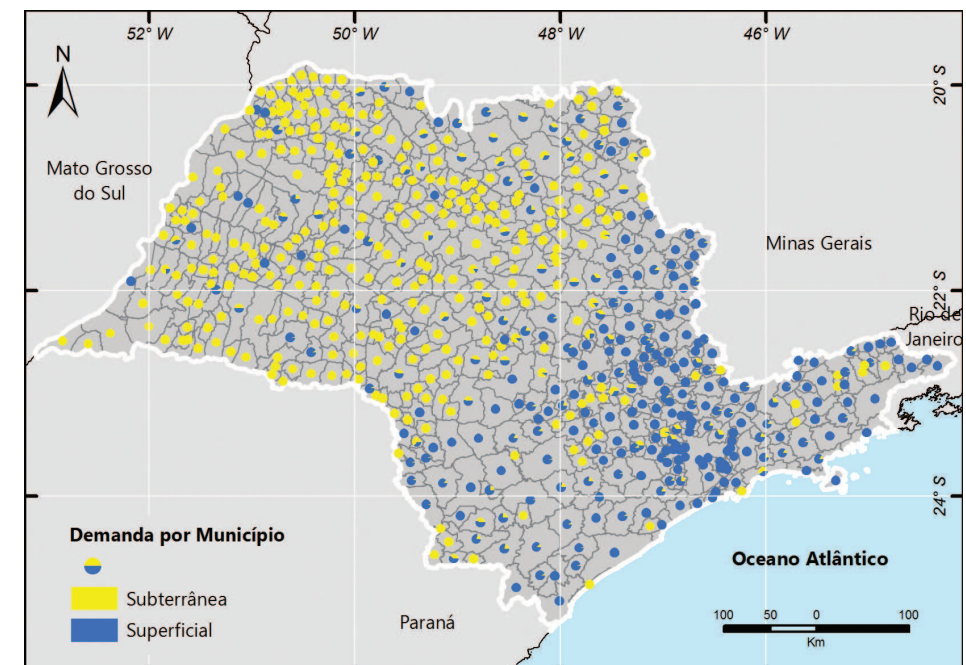 52° W
50° W
48° W
46° W
N
20° S
Mato Grosso
do Sul
Minas Gerais
22° S
Rio de
Janeiro
24° S
Demanda por Município
Subterrânea
Superficial
Oceano Atlântico
Paraná
100 50 0 100
Km